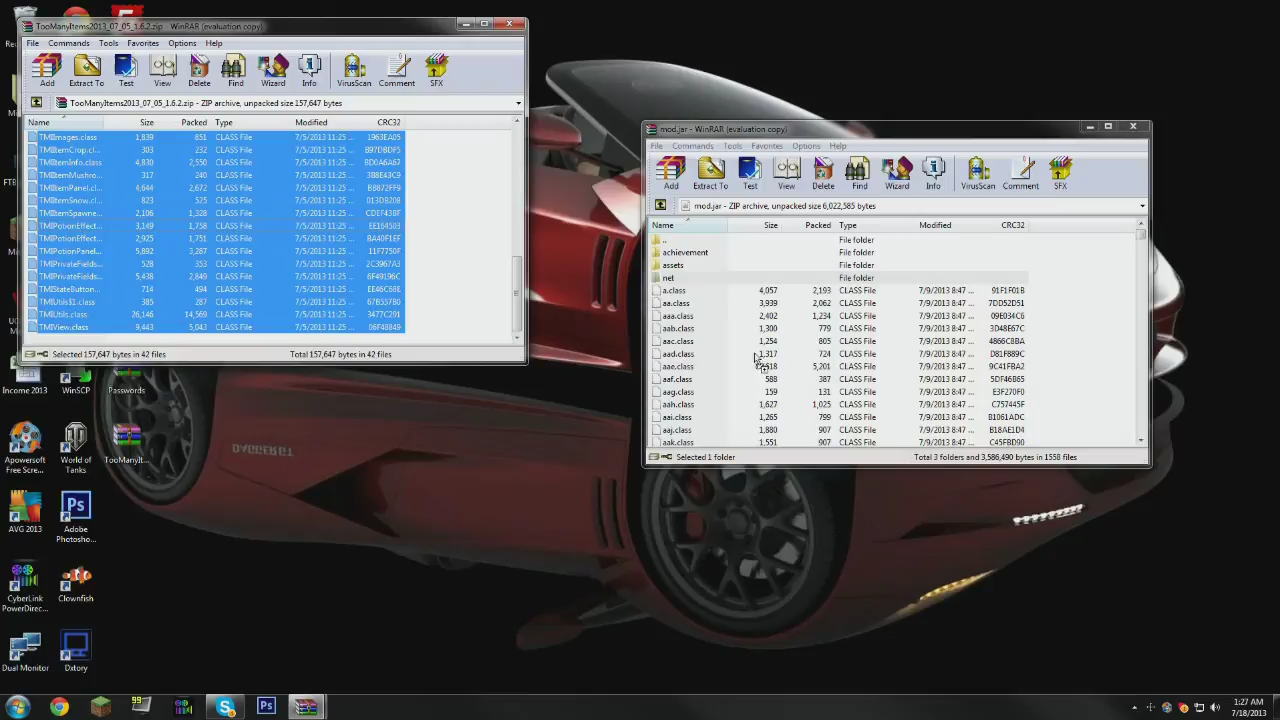 TooManyItems2013_07_05_1.6.2.zip - WinRAR (evaluation copy)
File Commands Tools Favorites Options Help
Add Extract To Test View Delete Find Wizard Info VirusScan Comment SFX
TooManyItems2013_07_05_1.6.2.zip - ZIP archive, unpacked size 157,647 bytes
Name Size Packed Type Modified CRC32
TMIImages.class 1,839 851 CLASS File 7/5/2013 11:25 ... 1963EA05
TMIItemCrop.cl... 303 232 CLASS File 7/5/2013 11:25 ... B97DBDF5
TMIItemInfo.class 4,830 2,550 CLASS File 7/5/2013 11:25 ... BD0A6A67
TMIItemMushro... 317 240 CLASS File 7/5/2013 11:25 ... 3B8E43C9
TMIItemPanel.cl... 4,644 2,672 CLASS File 7/5/2013 11:25 ... BB872FF9
TMIItemSnow.cl... 823 525 CLASS File 7/5/2013 11:25 ... 013DB208
TMIItemSpawne... 2,106 1,328 CLASS File 7/5/2013 11:25 ... CDEF43BF
TMIPotionEffect... 3,149 1,758 CLASS File 7/5/2013 11:25 ... EE164503
TMIPotionEffect... 2,925 1,751 CLASS File 7/5/2013 11:25 ... BA40F1EF
TMIPotionPanel... 5,892 3,287 CLASS File 7/5/2013 11:25 ... 11F7750F
TMIPrivateFields... 528 353 CLASS File 7/5/2013 11:25 ... 2C3967A3
TMIPrivateFields... 5,438 2,849 CLASS File 7/5/2013 11:25 ... 6F49196C
TMIStateButton... 714 494 CLASS File 7/5/2013 11:25 ... EE46C68E
TMIUtils$1.class 385 287 CLASS File 7/5/2013 11:25 ... 67B557B0
TMIUtils.class 26,146 14,569 CLASS File 7/5/2013 11:25 ... 3477C291
TMIView.class 9,443 5,043 CLASS File 7/5/2013 11:25 ... 06F48849
Selected 157,647 bytes in 42 files Total 157,647 bytes in 42 files
mod.jar - WinRAR (evaluation copy)
File Commands Tools Favorites Options Help
Add Extract To Test View Delete Find Wizard Info VirusScan Comment SFX
mod.jar - ZIP archive, unpacked size 6,022,585 bytes
Name Size Packed Type Modified CRC32
.. File folder
achievement File folder
assets File folder
net File folder
a.class 4,057 2,193 CLASS File 7/9/2013 8:47 ... 91F1F01B
aa.class 3,939 2,062 CLASS File 7/9/2013 8:47 ... 7DD52D51
aaa.class 2,402 1,234 CLASS File 7/9/2013 8:47 ... 09E034C6
aab.class 1,300 779 CLASS File 7/9/2013 8:47 ... 3D48E67C
aac.class 1,254 805 CLASS File 7/9/2013 8:47 ... 4866C8BA
aad.class 1,317 724 CLASS File 7/9/2013 8:47 ... D81F889C
aae.class 5,201 CLASS File 7/9/2013 8:47 ... 9C41FBA2
aaf.class 588 387 CLASS File 7/9/2013 8:47 ... 5DF46B65
aag.class 159 131 CLASS File 7/9/2013 8:47 ... E3F270F0
aah.class 1,627 1,025 CLASS File 7/9/2013 8:47 ... C757445F
aai.class 1,265 799 CLASS File 7/9/2013 8:47 ... B1061ADC
aaj.class 1,880 907 CLASS File 7/9/2013 8:47 ... B18AE1D4
aak.class 1,551 907 CLASS File 7/9/2013 8:47 ... C45FBD90
Selected 1 folder Total 3 folders and 3,586,490 bytes in 1558 files
Income 2013 WinSCP Passwords
Apowersoft Free Scre... World of Tanks TooManyIt...
AVG 2013 Adobe Photosho...
CyberLink PowerDirec... Clownfish
Dual Monitor Dxtory
DAGGERET
99
1:27 AM
7/18/2013